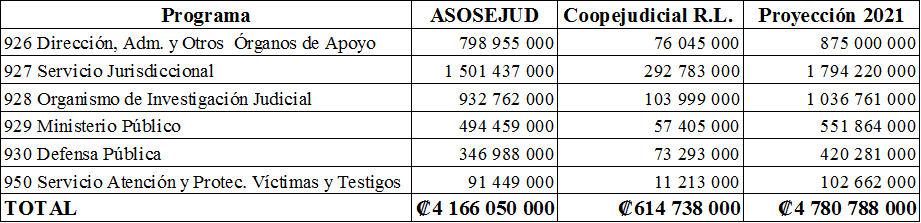 Programa ASOSEJUD Coopejudicial R.L. Proyección 2021
926 Dirección, Adm. y Otros Órganos de Apoyo 798 955 000 76 045 000 875 000 000
927 Servicio Jurisdiccional 1 501 437 000 292 783 000 1 794 220 000
928 Organismo de Investigación Judicial 932 762 000 103 999 000 1 036 761 000
929 Ministerio Público 494 459 000 57 405 000 551 864 000
930 Defensa Pública 346 988 000 73 293 000 420 281 000
950 Servicio Atención y Protec. Víctimas y Testigos 91 449 000 11 213 000 102 662 000
TOTAL ₡4 166 050 000 ₡614 738 000 ₡4 780 788 000